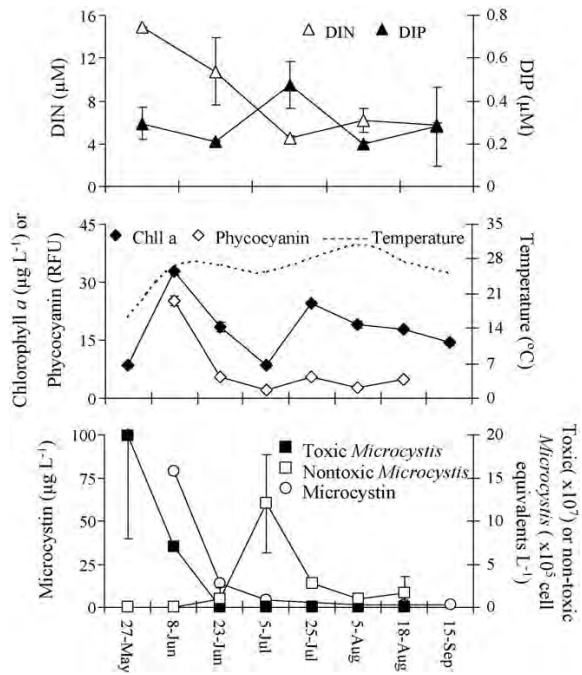 DIN
DIP
16
12
8
4
0
DIN
(µM)
0.8
0.6
0.4
0.2
0
DIP
(µM)
Chll a
Phycocyanin
Temperature
45
30
15
0
Chlorophyll a (µg L-1) or
Phycocyanin (RFU)
35
28
21
14
7
0
Temperature
(ºC)
Toxic Microcystis
Nontoxic Microcystis
Microcystin
100
75
50
25
0
Microcystin (µg L-1)
20
15
10
5
0
Toxic( x10⁷) or non-toxic
Microcystis ( x10⁵ cell
equivalents L-1)
27-May
8-Jun
23-Jun
5-Jul
25-Jul
5-Aug
18-Aug
15-Sep